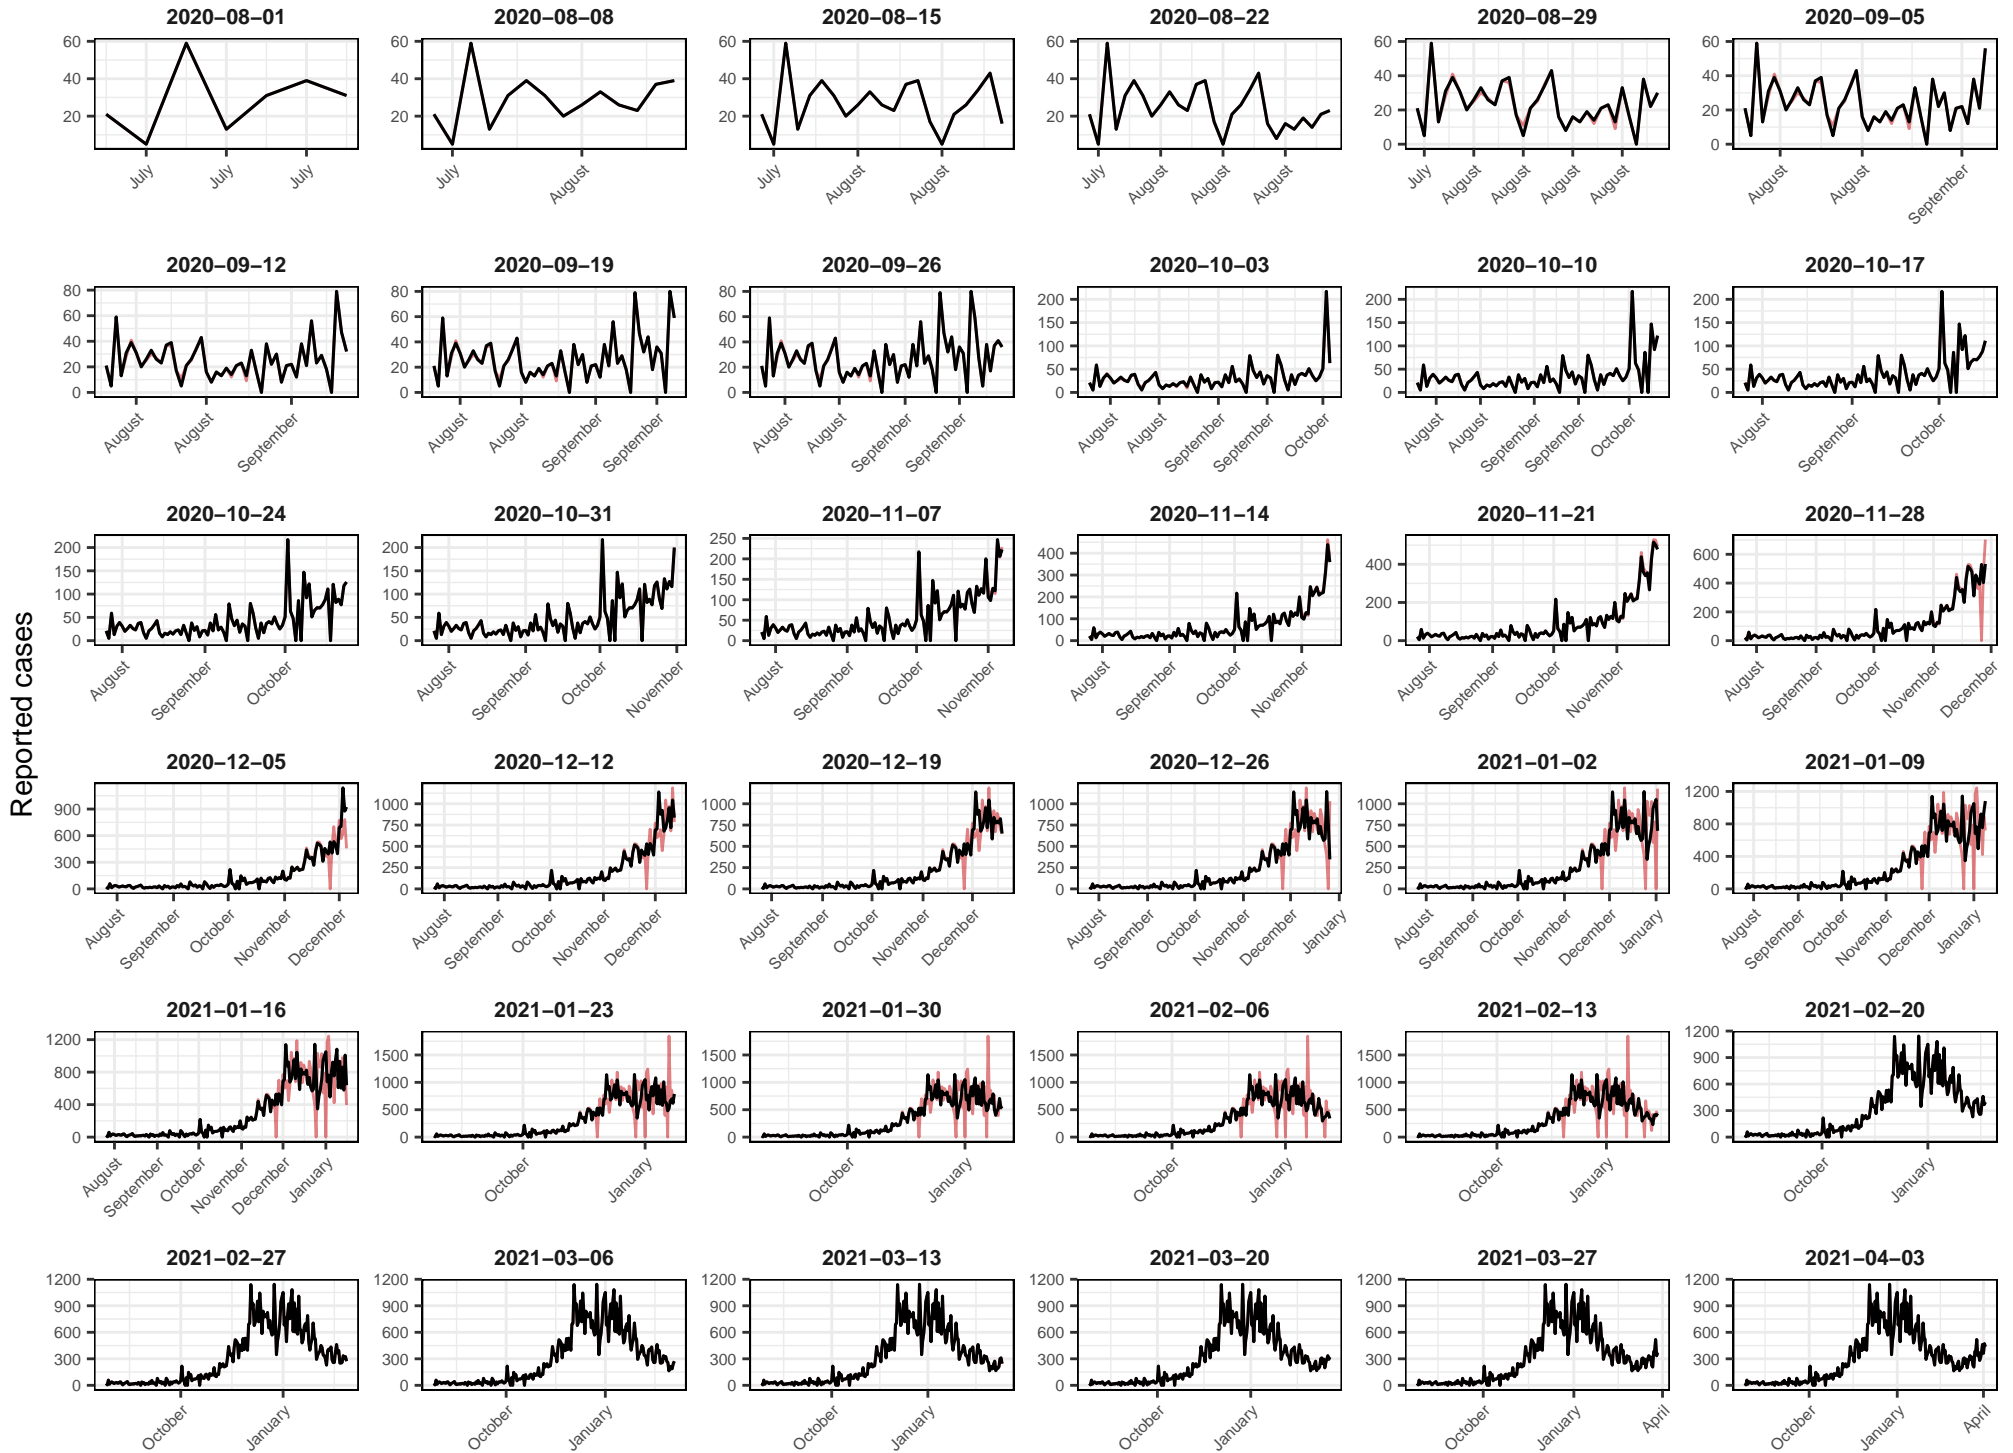 Reported cases
2020−08−01 2020−08−08 2020−08−15 2020−08−22 2020−08−29 2020−09−05
60 60 60 60 60 60
40 40 40 40 40 40
20 20 20 20 20 20
0 0
July July July July August July August August July August August July August August August August August August September
2020−09−12 2020−09−19 2020−09−26 2020−10−03 2020−10−10 2020−10−17
80 80 80 200 200 200
60 60 60 150 150 150
40 40 40 100 100 100
20 20 20 50 50 50
0 0 0 0 0 0
August August September August August September September August August September September August August September September October August August September September October August September October
2020−10−24 2020−10−31 2020−11−07 2020−11−14 2020−11−21 2020−11−28
200 200 250 400 400 600
150 150 200 300 200 400
100 100 150 200 0 200
50 50 100 100 0
0 0 50 0
0
August September October August September October November August September October November August September October November August September October November August September October November December
2020−12−05 2020−12−12 2020−12−19 2020−12−26 2021−01−02 2021−01−09
900 1000 1000 1000 1000 1200
600 750 750 750 750 800
300 500 500 500 500 400
0 250 250 250 250 0
0 0 0 0
August September October November December August September October November December August September October November December August September October November December January August September October November December January August September October November December January
2021−01−16 2021−01−23 2021−01−30 2021−02−06 2021−02−13 2021−02−20
1200 1500 1500 1500 1500 1200
800 1000 1000 1000 1000 900
400 500 500 500 500 600
0 0 0 0 0 300
0
August September October November December January October January October January October January October January October January
2021−02−27 2021−03−06 2021−03−13 2021−03−20 2021−03−27 2021−04−03
1200 1200 1200 1200 1200 1200
900 900 900 900 900 900
600 600 600 600 600 600
300 300 300 300 300 300
0 0 0 0 0 0
October January October January October January October January October January April October January April